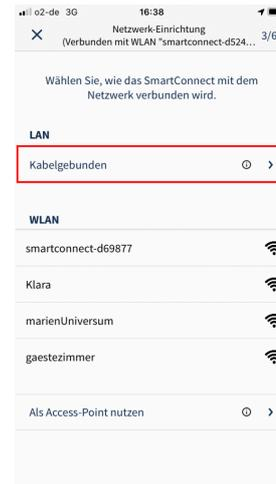 o2-de 3G 16:38
Netzwerk-Einrichtung
(Verbunden mit WLAN "smartconnect-d524... 3/6
Wählen Sie, wie das SmartConnect mit dem
Netzwerk verbunden wird.
LAN
Kabelgebunden
WLAN
smartconnect-d69877
Klara
marienUniversum
gaestezimmer
Als Access-Point nutzen